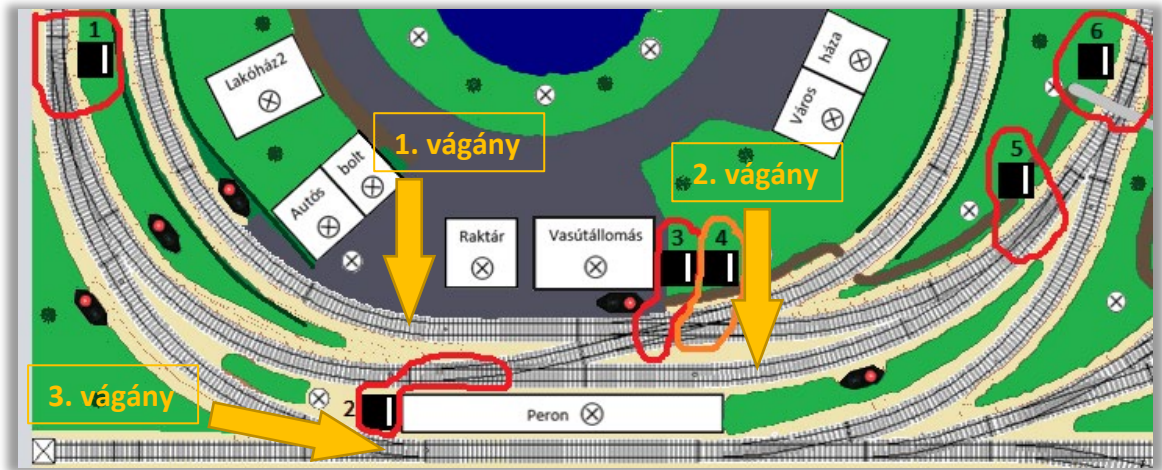 1
6
háza
Város
Lakóház2
1. vágány
bolt
Autós
2. vágány
5
Raktár
Vasútállomás
3
4
3. vágány
2
Peron